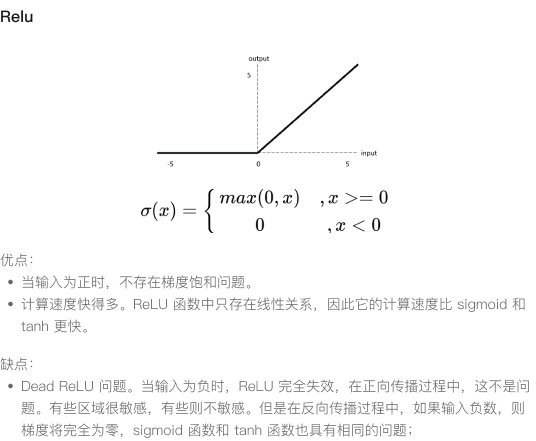 Relu
output
5
input
-5 0 5
σ(x) = { max(0, x) , x >= 0
0 , x < 0
优点：
• 当输入为正时，不存在梯度饱和问题。
• 计算速度快得多。ReLU 函数中只存在线性关系，因此它的计算速度比 sigmoid 和
tanh 更快。
缺点：
• Dead ReLU 问题。当输入为负时，ReLU 完全失效，在正向传播过程中，这不是问
题。有些区域很敏感，有些则不敏感。但是在反向传播过程中，如果输入负数，则
梯度将完全为零，sigmoid 函数和 tanh 函数也具有相同的问题；